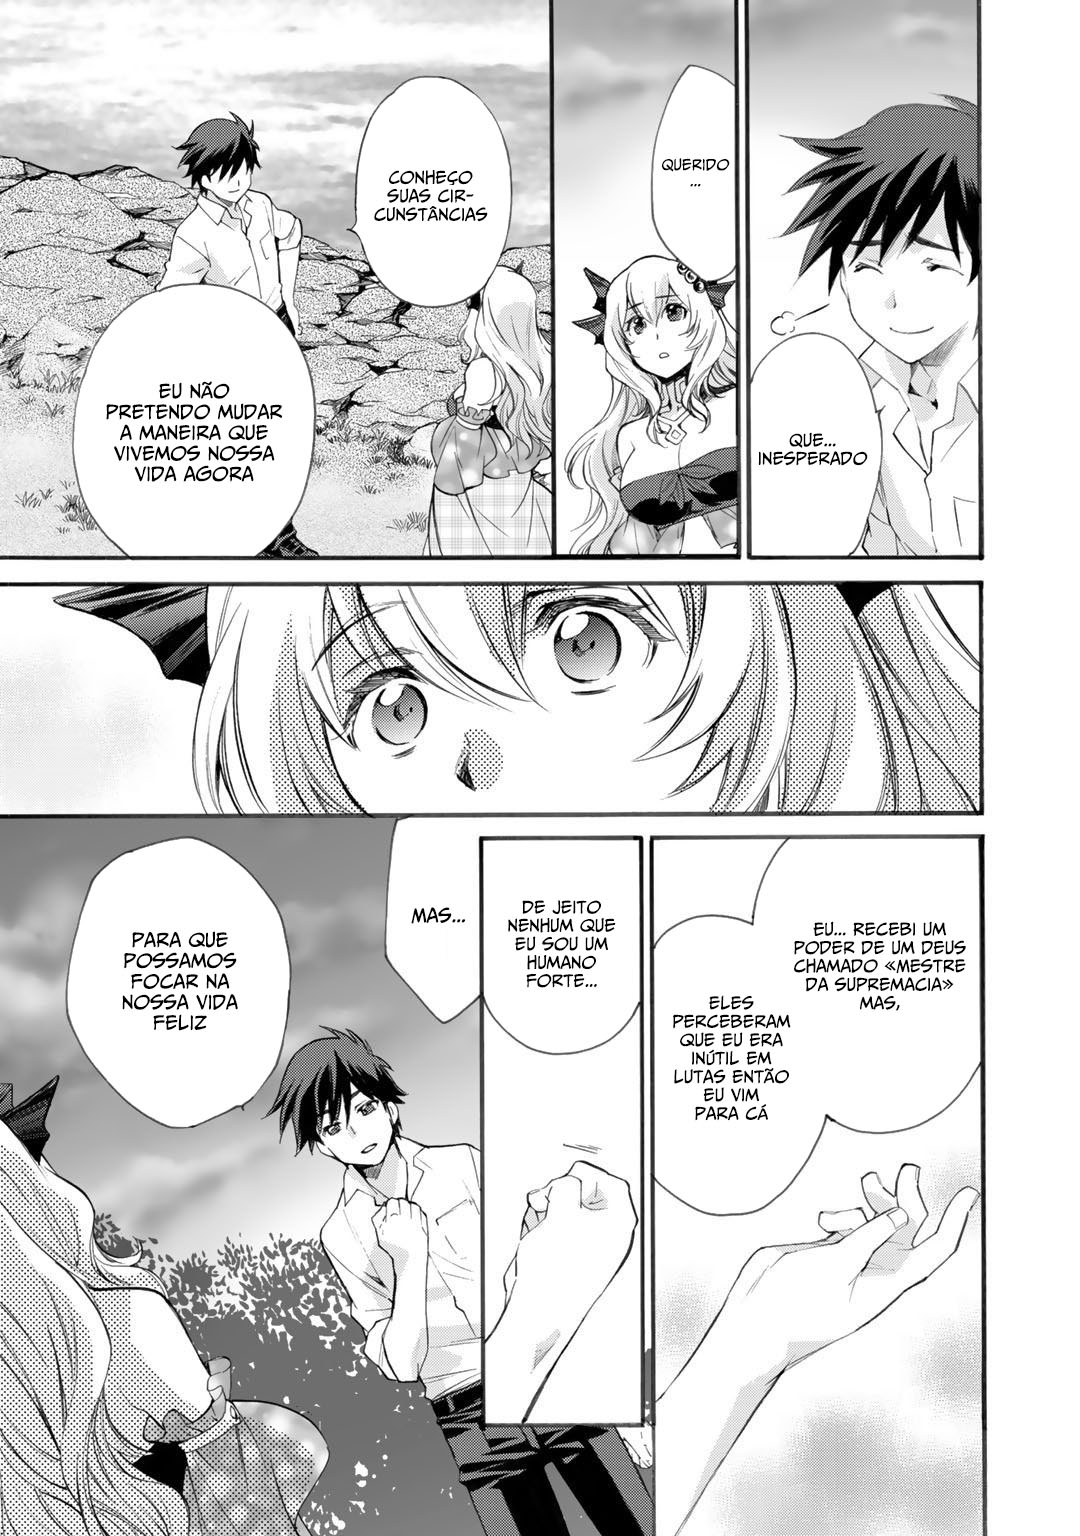 QUE...
INESPERADO
QUERIDO
...
CONHEÇO
SUAS CIR-
CUNSTÂNCIAS
EU NÃO
PRETENDO MUDAR
A MANEIRA QUE
VIVEMOS NOSSA
VIDA AGORA
EU... RECEBI UM
PODER DE UM DEUS
CHAMADO «MESTRE
DA SUPREMACIA»
MAS,
ELES
PERCEBERAM
QUE EU ERA
INÚTIL EM
LUTAS ENTÃO
EU VIM
PARA CÁ
DE JEITO
NENHUM QUE
EU SOU UM
HUMANO
FORTE...
MAS...
PARA QUE
POSSAMOS
FOCAR NA
NOSSA VIDA
FELIZ